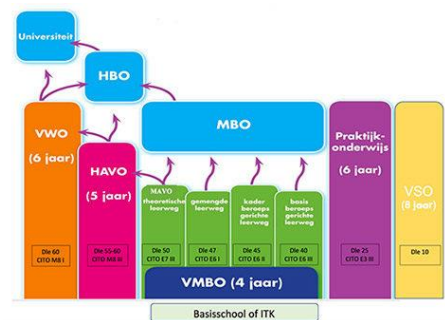 Universiteit
HBO
VWO
(6 jaar)
MBO
Praktijk-
onderwijs
(6 jaar)
VSO
(8 jaar)
HAVO
(5 jaar)
MAVO
theoretische
leerweg
gemengde
leerweg
kader
beroeps
gerichte
leerweg
basis
beroeps
gerichte
leerweg
Dle 60
CITO M8 I
Dle 55-60
CITO M8 III
Dle 50
CITO E7 III
Dle 47
CITO E6 I
Dle 45
CITO E6 II
Dle 40
CITO E6 III
Dle 25
CITO E3 III
Dle 10
VMBO (4 jaar)
Basisschool of ITK